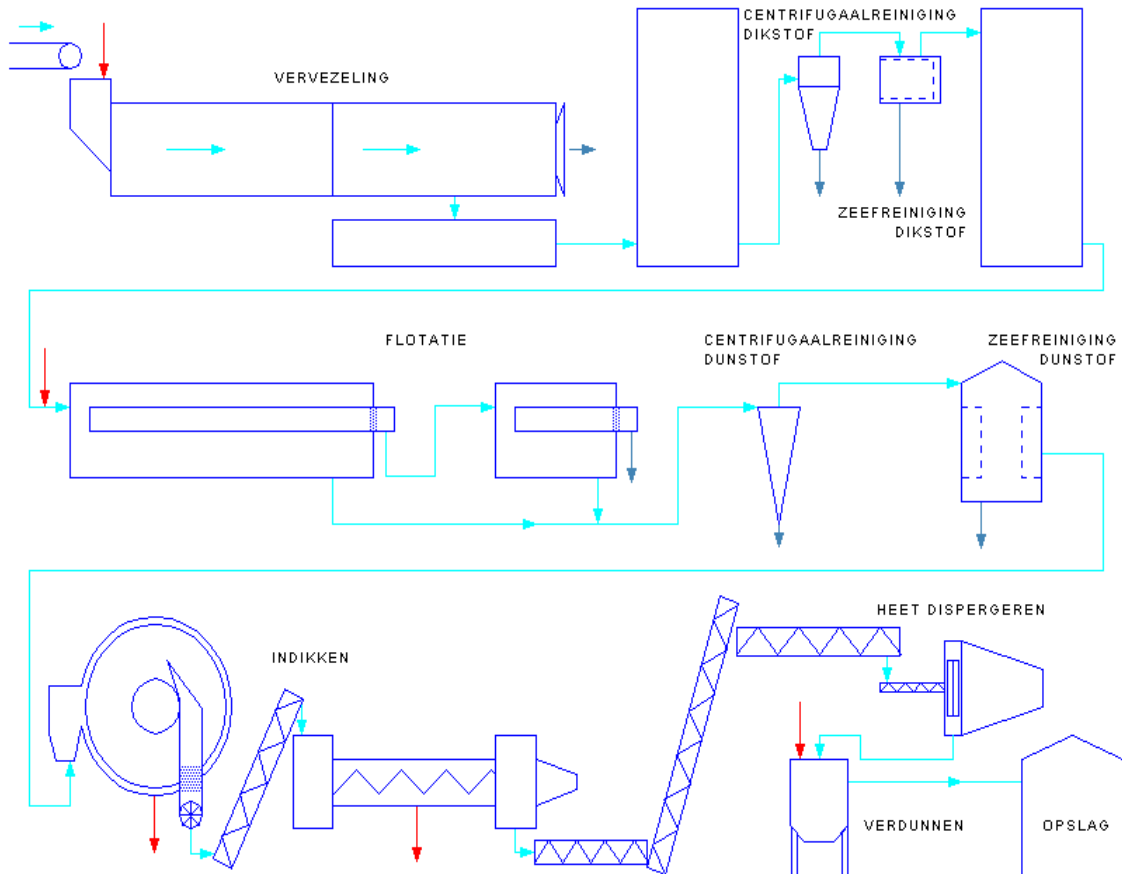 CENTRIFUGAALREINIGING
DIKSTOF
VERVEZELING
ZEEFREINIGING
DIKSTOF
FLOTATIE
CENTRIFUGAALREINIGING
DUNSTOF
ZEEFREINIGING
DUNSTOF
HEET DISPERGEREN
INDIKKEN
VERDUNNEN
OPSLAG